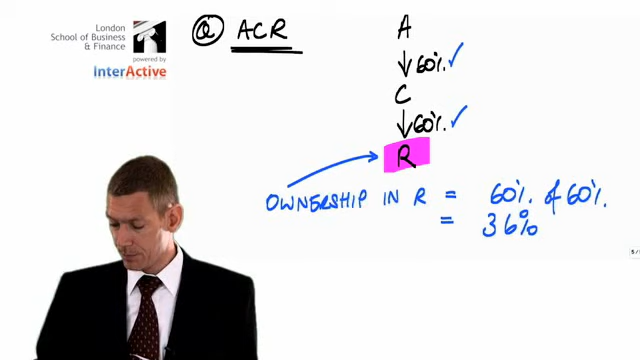 London
School of Business
& Finance
powered by
InterActive
Q ACR
A
60% ✓
C
60% ✓
R
OWNERSHIP IN R = 60% of 60%.
= 36%